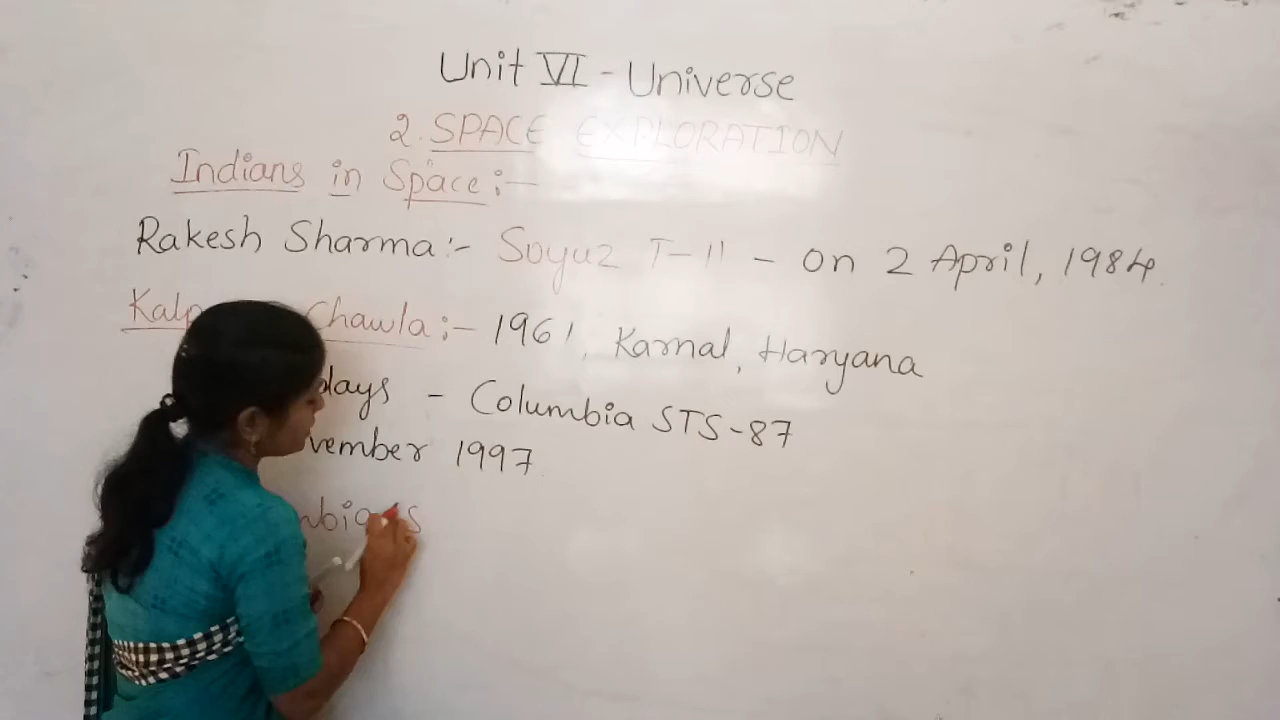 Unit VI - Universe
2. SPACE EXPLORATION
Indians in Space :-
Rakesh Sharma :- Soyuz T-11 - on 2 April, 1984.
Chawla :- 1961, Karnal, Haryana
days - Columbia STS-87
1997